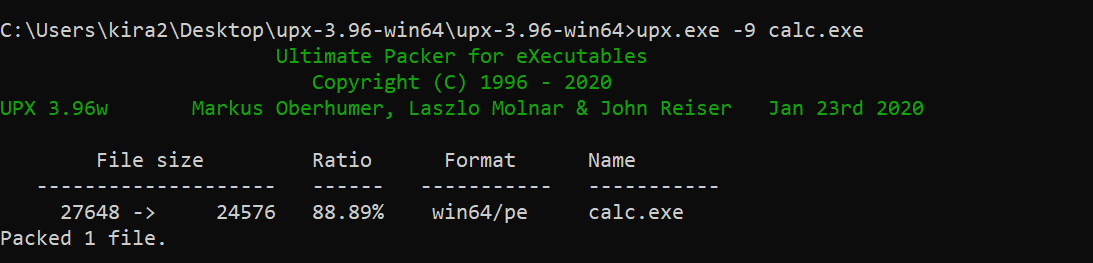 C:\Users\kira2\Desktop\upx-3.96-win64\upx-3.96-win64>upx.exe -9 calc.exe
Ultimate Packer for eXecutables
Copyright (C) 1996 - 2020
UPX 3.96w       Markus Oberhumer, Laszlo Molnar & John Reiser   Jan 23rd 2020
File size         Ratio      Format      Name
--------------------   ------   -----------   -----------
27648 ->     24576   88.89%    win64/pe     calc.exe
Packed 1 file.